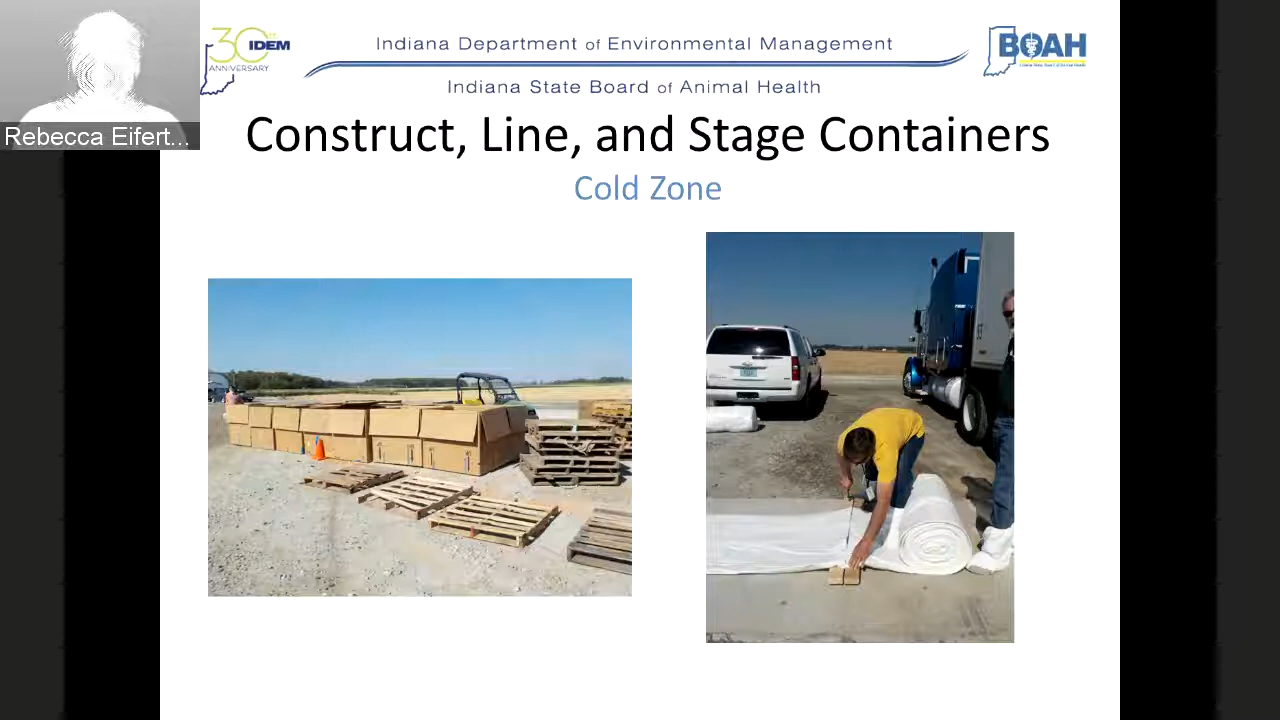 30
IDEM
ANNIVERSARY
Indiana Department of Environmental Management
Indiana State Board of Animal Health
BOAH
Rebecca Eifert...
Construct, Line, and Stage Containers
Cold Zone